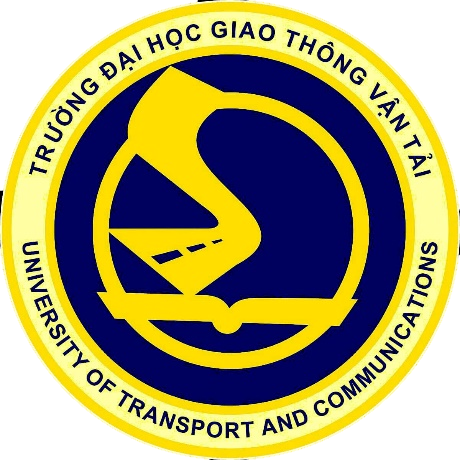 TRƯỜNG ĐẠI HỌC GIAO THÔNG VẬN TẢI
UNIVERSITY OF TRANSPORT AND COMMUNICATIONS